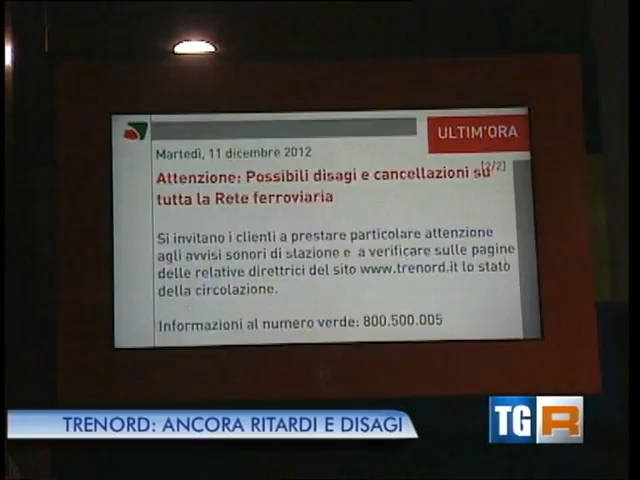 ULTIM'ORA
Martedì, 11 dicembre 2012
[2/2]
Attenzione: Possibili disagi e cancellazioni su
tutta la Rete ferroviaria
Si invitano i clienti a prestare particolare attenzione
agli avvisi sonori di stazione e a verificare sulle pagine
delle relative direttrici del sito www.trenord.it lo stato
della circolazione.
Informazioni al numero verde: 800.500.005
TRENORD: ANCORA RITARDI E DISAGI
TGR